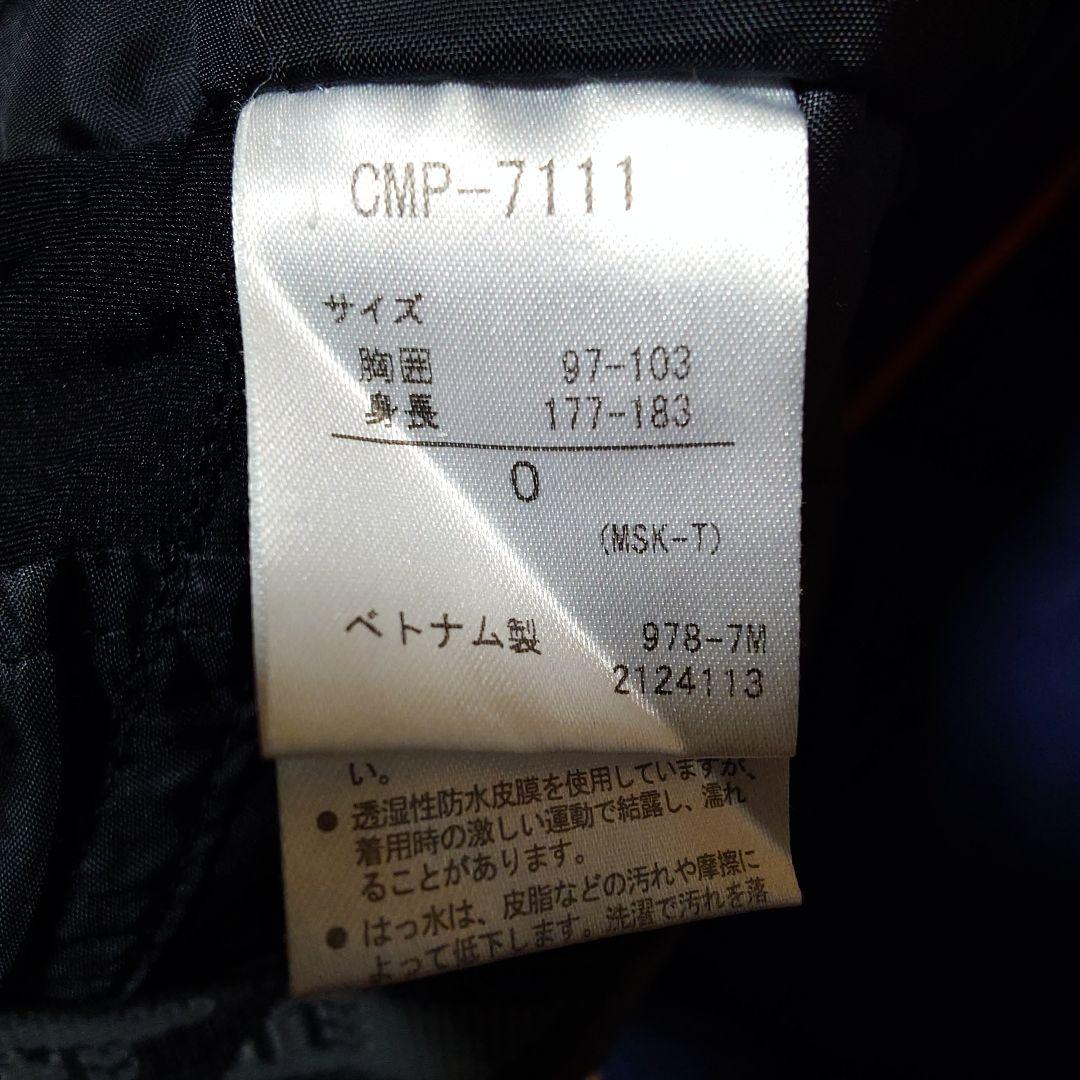 CMP-7111
サイズ
胸囲 97-103
身長 177-183
O
(MSK-T)
ベトナム製 978-7M
2124113
い。
● 透湿性防水皮膜を使用していますが、
着用時の激しい運動で結露し、濡れ
ることがあります。
● はっ水は、皮脂などの汚れや摩擦に
よって低下します。洗濯で汚れを落